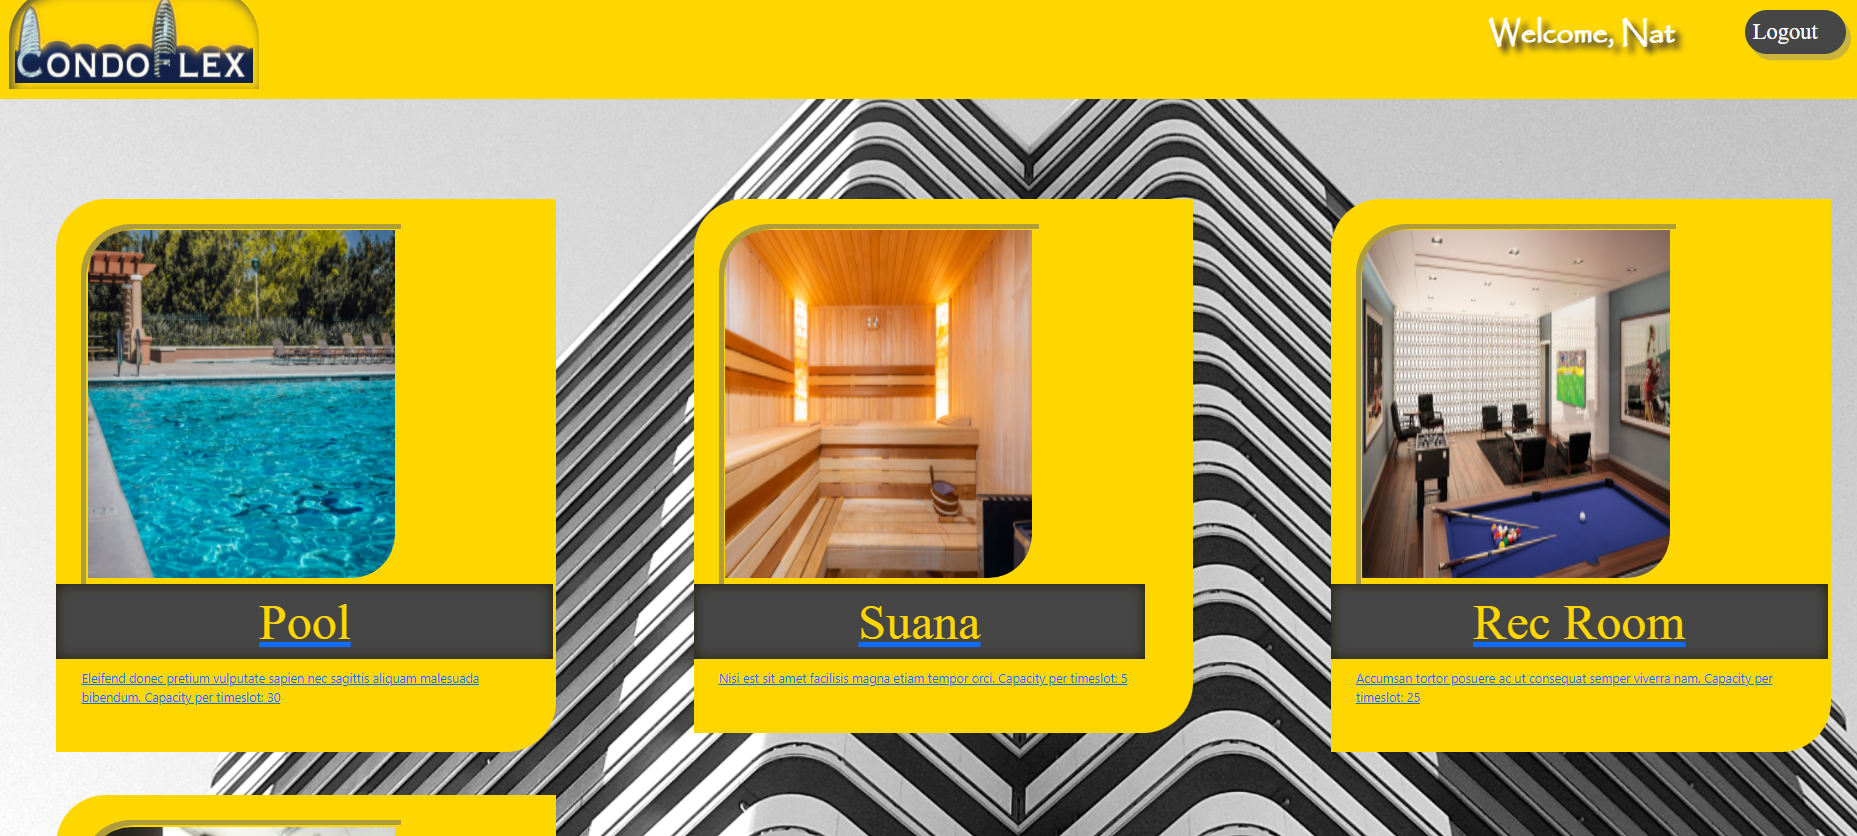 CONDOFLEX
Welcome, Nat
Logout
Pool
Eleifend donec pretium vulputate sapien nec sagittis aliquam malesuada
bibendum. Capacity per timeslot: 30
Suana
Nisi est sit amet facilisis magna etiam tempor orci. Capacity per timeslot: 5
Rec Room
Accumsan tortor posuere ac ut consequat semper viverra nam. Capacity per
timeslot: 25